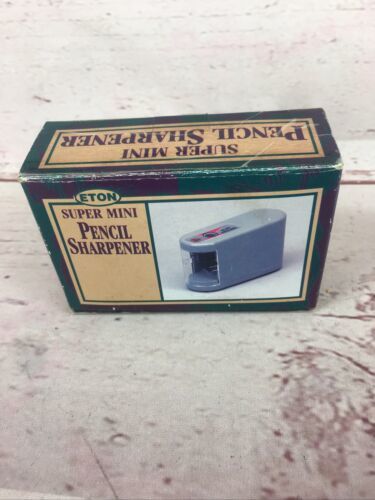 SUPER MINI
PENCIL SHARPENER
ETON
SUPER MINI
PENCIL
SHARPENER